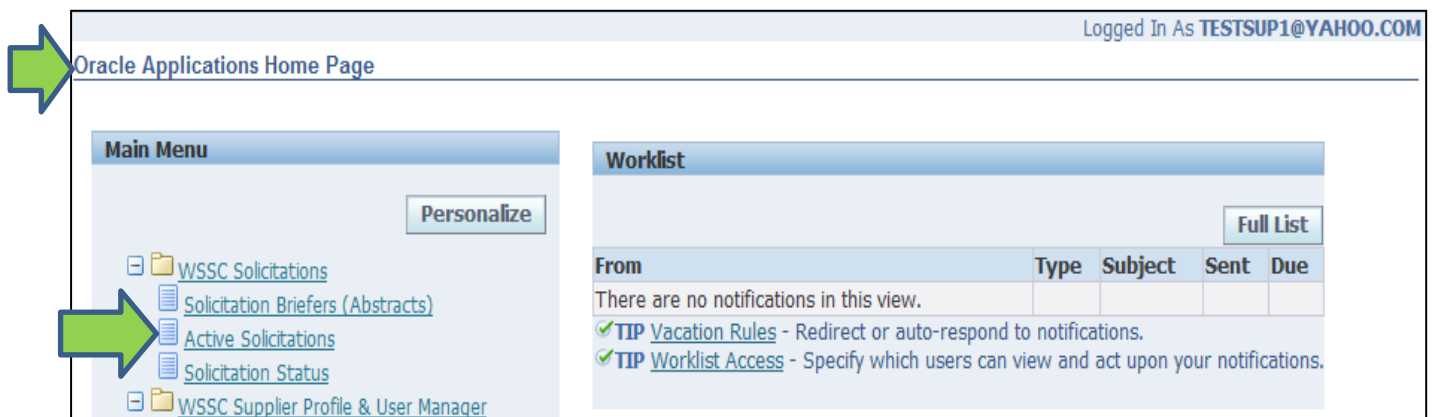 Logged In As TESTSUP1@YAHOO.COM
Oracle Applications Home Page
Main Menu
Personalize
WSSC Solicitations
Solicitation Briefers (Abstracts)
Active Solicitations
Solicitation Status
WSSC Supplier Profile & User Manager
Worklist
Full List
From Type Subject Sent Due
There are no notifications in this view.
TIP Vacation Rules - Redirect or auto-respond to notifications.
TIP Worklist Access - Specify which users can view and act upon your notifications.